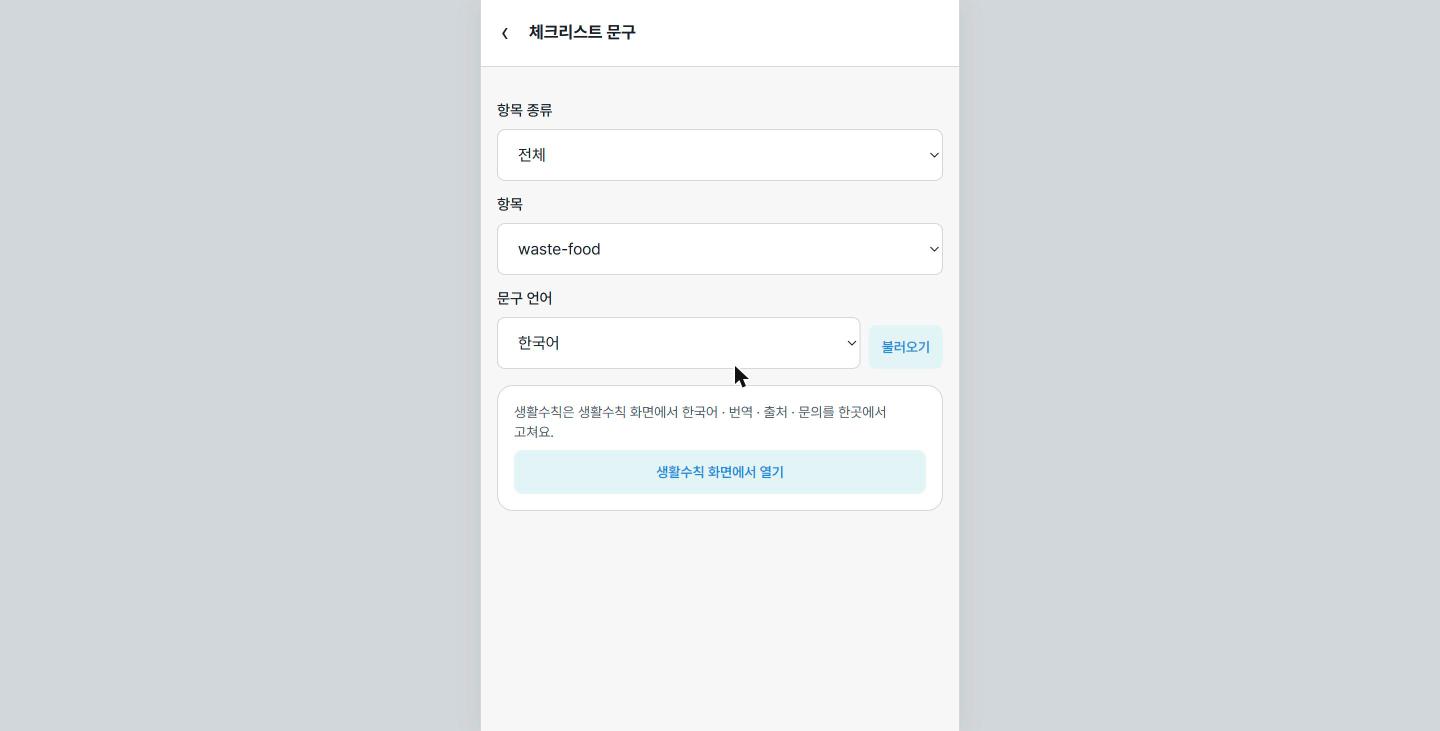 체크리스트 문구
항목 종류
전체
항목
waste-food
문구 언어
한국어
불러오기
생활수칙은 생활수칙 화면에서 한국어 · 번역 · 출처 · 문의를 한곳에서
고쳐요.
생활수칙 화면에서 열기